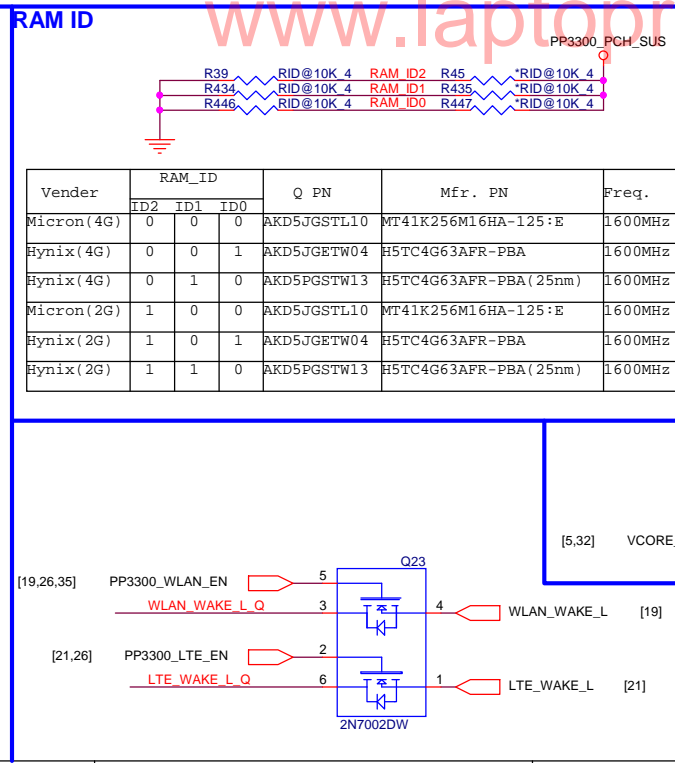 www.laptopr
RAM ID
PP3300_PCH_SUS
R39 RID@10K_4 RAM_ID2 R45 *RID@10K_4
R434 RID@10K_4 RAM_ID1 R435 *RID@10K_4
R446 RID@10K_4 RAM_ID0 R447 *RID@10K_4
Vender RAM_ID Q PN Mfr. PN Freq.
ID2 ID1 ID0
Micron(4G) 0 0 0 AKD5JGSTL10 MT41K256M16HA-125:E 1600MHz
Hynix(4G) 0 0 1 AKD5JGETW04 H5TC4G63AFR-PBA 1600MHz
Hynix(4G) 0 1 0 AKD5PGSTW13 H5TC4G63AFR-PBA(25nm) 1600MHz
Micron(2G) 1 0 0 AKD5JGSTL10 MT41K256M16HA-125:E 1600MHz
Hynix(2G) 1 0 1 AKD5JGETW04 H5TC4G63AFR-PBA 1600MHz
Hynix(2G) 1 1 0 AKD5PGSTW13 H5TC4G63AFR-PBA(25nm) 1600MHz
[5,32] VCORE_
Q23
[19,26,35] PP3300_WLAN_EN 5
WLAN_WAKE_L_Q 3 4 WLAN_WAKE_L [19]
[21,26] PP3300_LTE_EN 2
LTE_WAKE_L_Q 6 1 LTE_WAKE_L [21]
2N7002DW